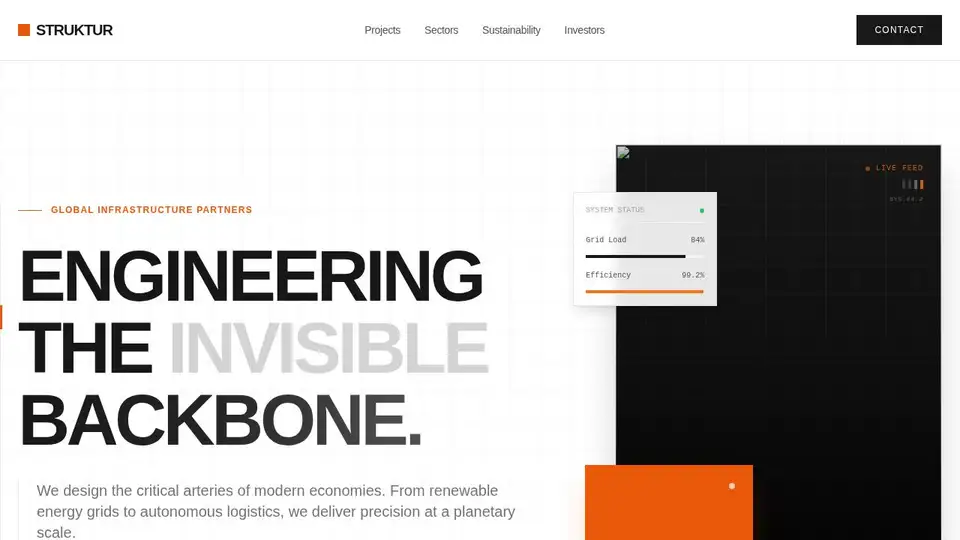 STRUKTUR
Projects
Sectors
Sustainability
Investors
CONTACT
GLOBAL INFRASTRUCTURE PARTNERS
ENGINEERING
THE INVISIBLE
BACKBONE.
We design the critical arteries of modern economies. From renewable
energy grids to autonomous logistics, we deliver precision at a planetary
scale.
LIVE FEED
SYSTEM STATUS
Grid Load 84%
Efficiency 99.2%